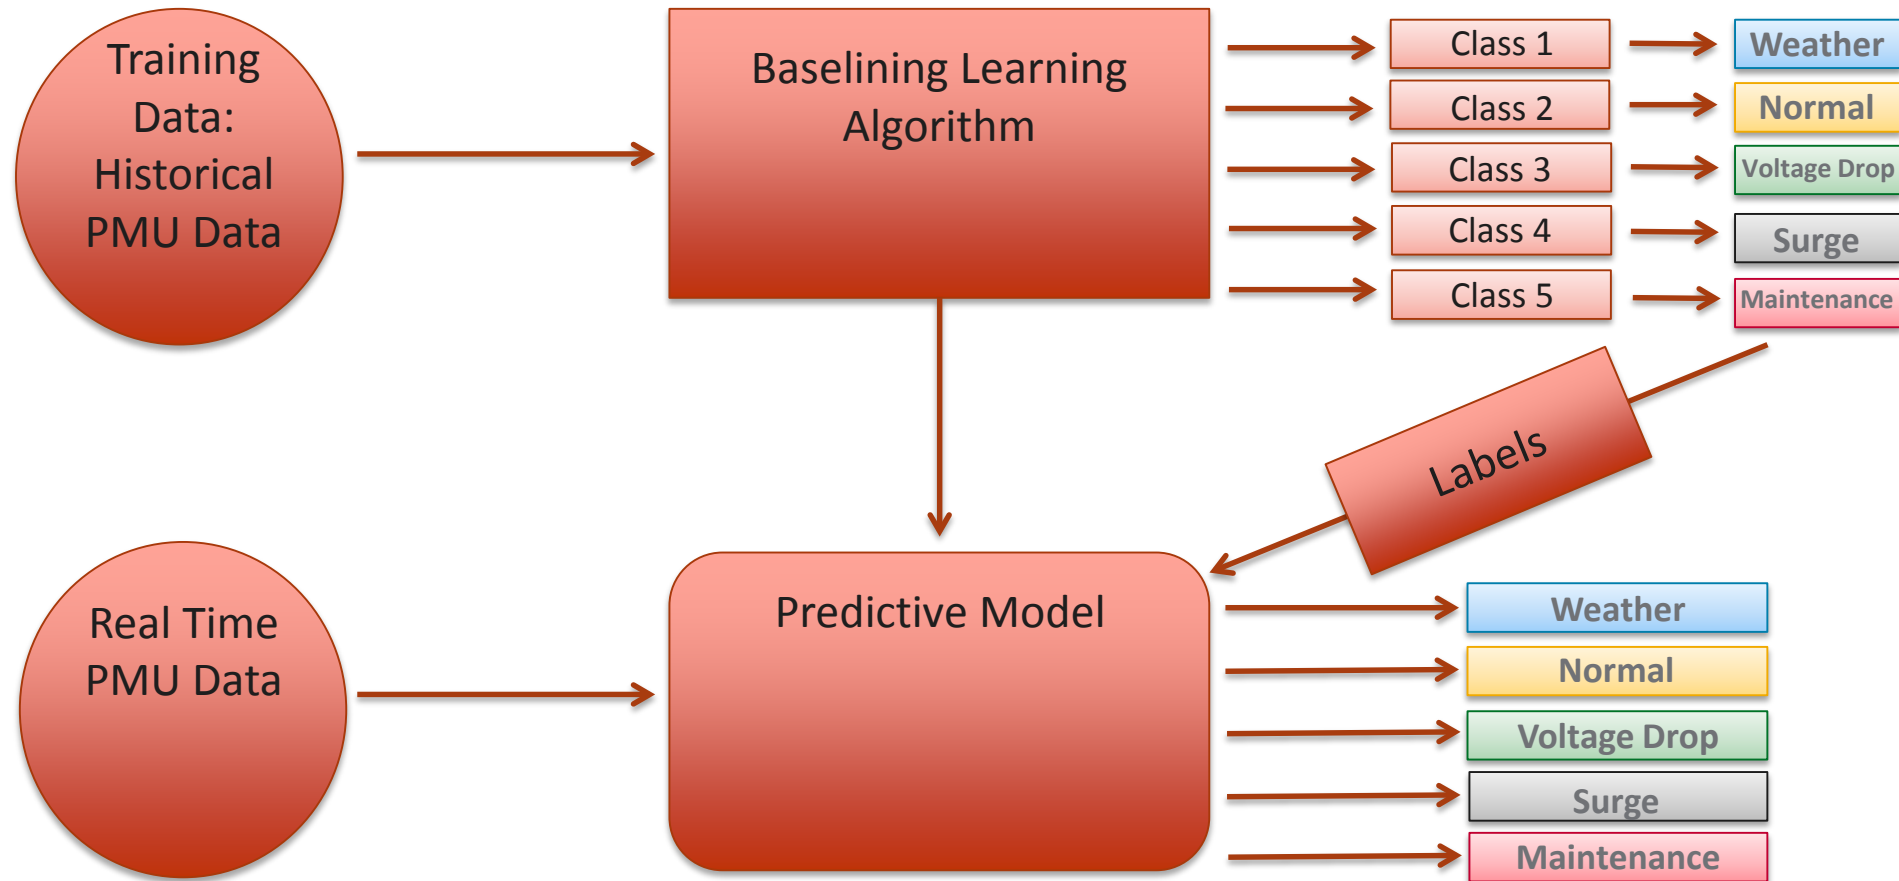 Training
Data:
Historical
PMU Data
Baselining Learning
Algorithm
Class 1
Weather
Class 2
Normal
Class 3
Voltage Drop
Class 4
Surge
Class 5
Maintenance
Labels
Real Time
PMU Data
Predictive Model
Weather
Normal
Voltage Drop
Surge
Maintenance